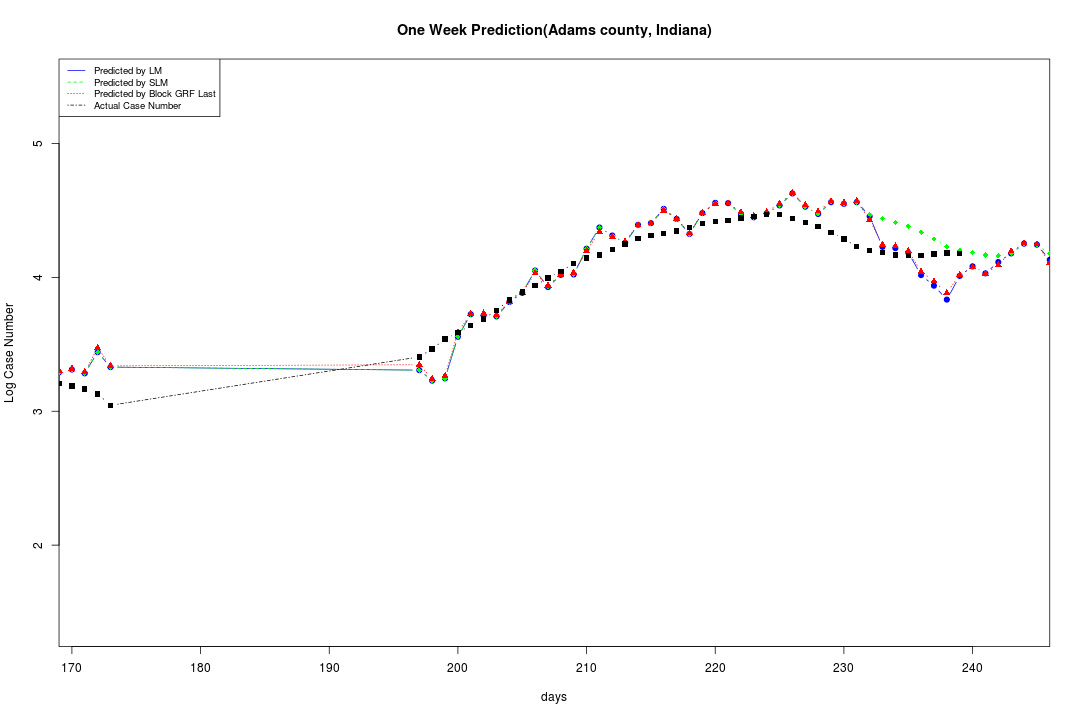 One Week Prediction(Adams county, Indiana)
Predicted by LM
Predicted by SLM
Predicted by Block GRF Last
Actual Case Number
5
4
3
2
Log Case Number
170 180 190 200 210 220 230 240
days